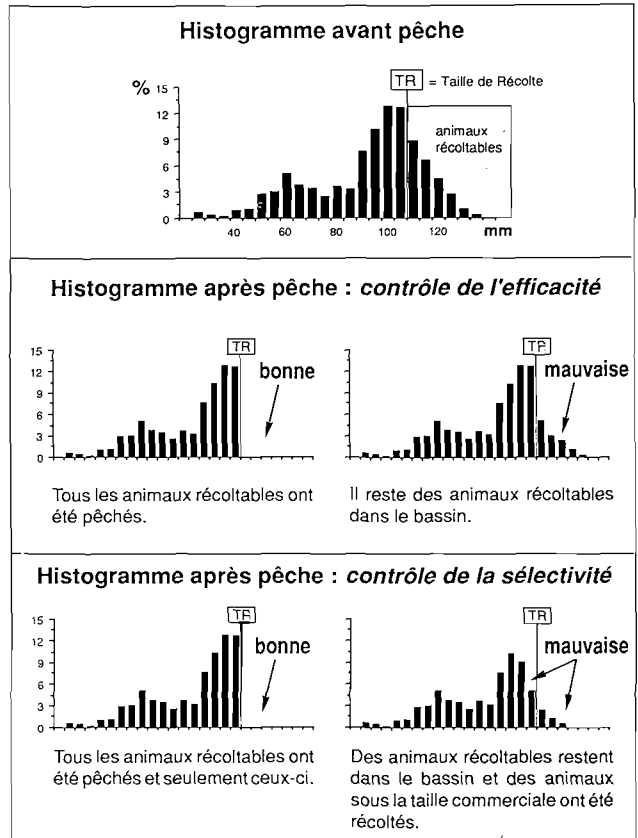 Histogramme avant pêche
TR = Taille de Récolte
%
15
12
9
6
3
0
animaux
récoltables
40 60 80 100 120 mm
Histogramme après pêche : contrôle de l'efficacité
15
12
9
6
3
0
TR
bonne
TR
mauvaise
Tous les animaux récoltables ont
été pêchés.
Il reste des animaux récoltables
dans le bassin.
Histogramme après pêche : contrôle de la sélectivité
15
12
9
6
3
0
TR
bonne
TR
mauvaise
Tous les animaux récoltables ont
été pêchés et seulement ceux-ci.
Des animaux récoltables restent
dans le bassin et des animaux
sous la taille commerciale ont été
récoltés.